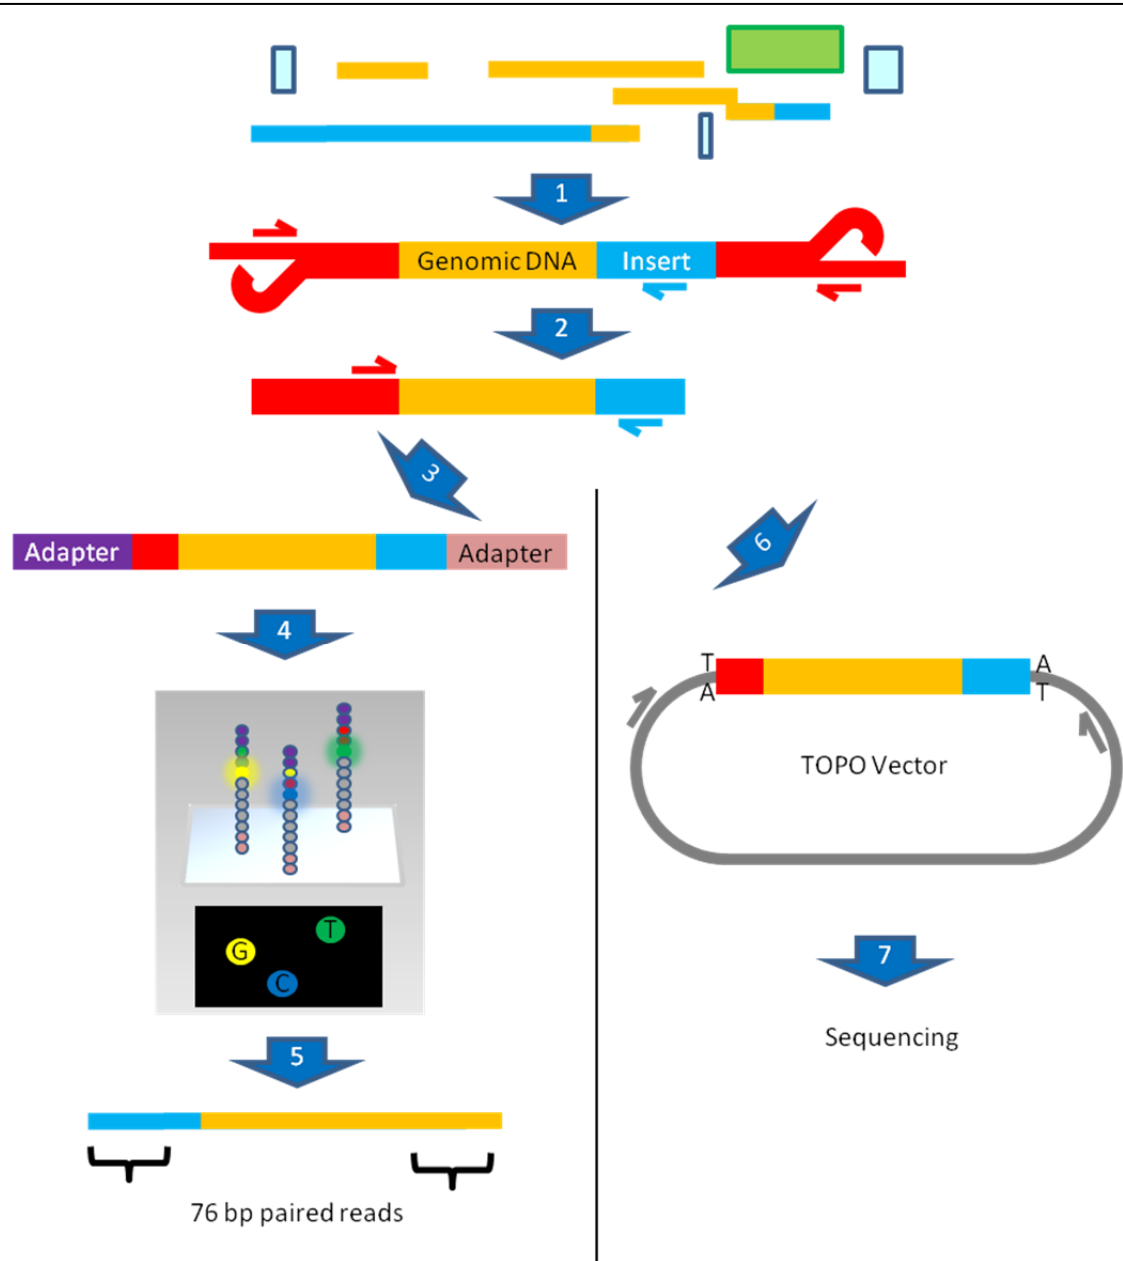 1
Genomic DNA Insert
2
3
Adapter Adapter
4
G T
C
5
76 bp paired reads
6
T A
A T
TOPO Vector
7
Sequencing